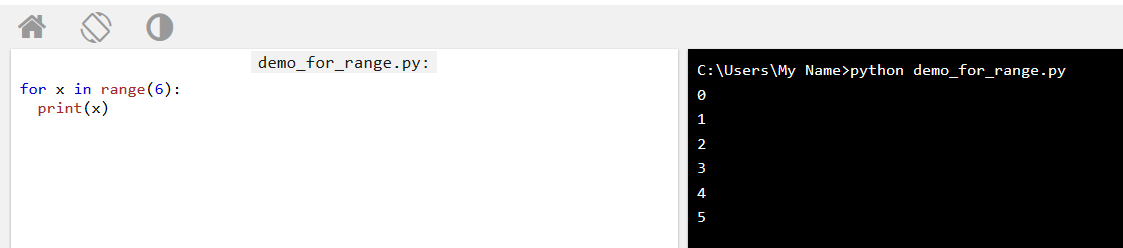 demo_for_range.py:
for x in range(6):
  print(x)
C:\Users\My Name>python demo_for_range.py
0
1
2
3
4
5